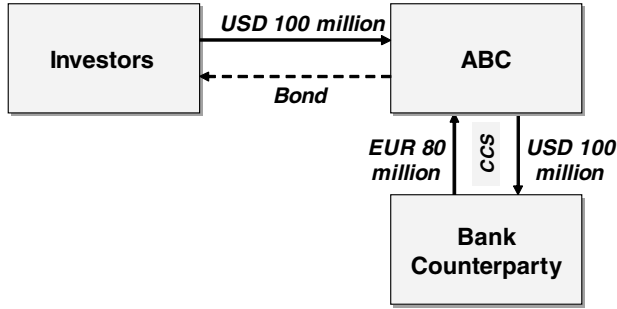 USD 100 million
Investors
ABC
Bond
EUR 80
million
CCS
USD 100
million
Bank
Counterparty